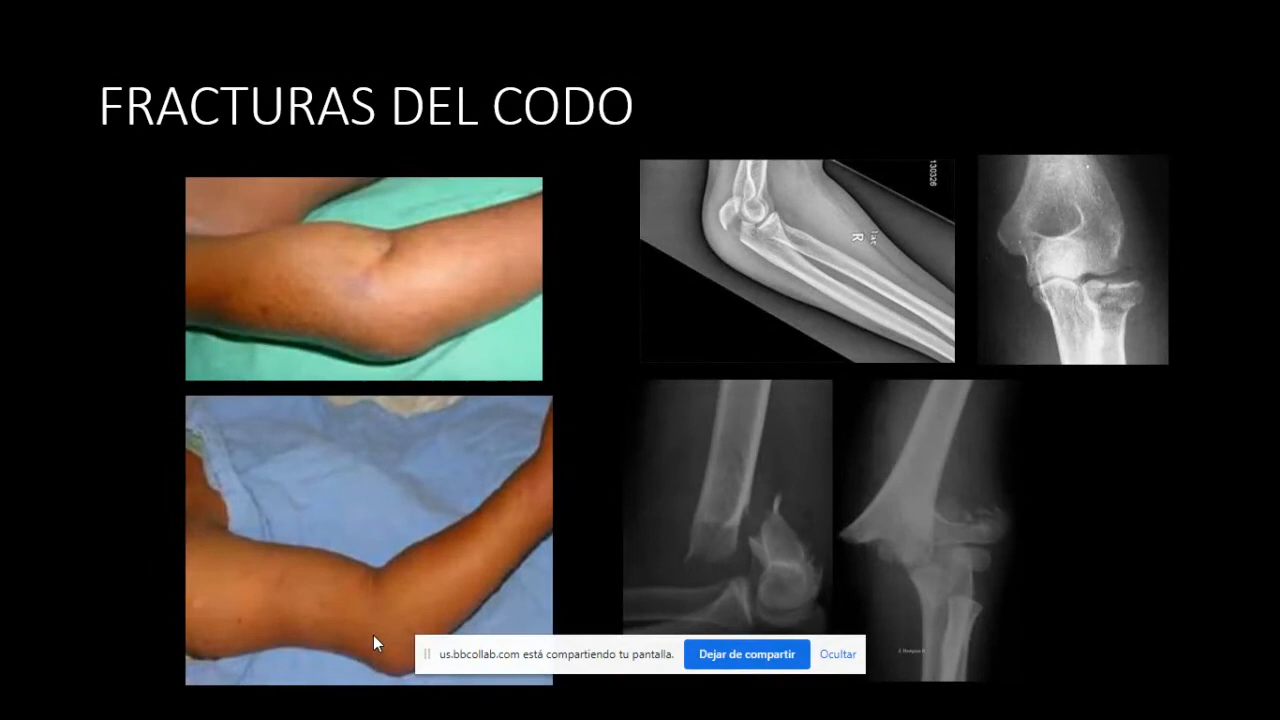 FRACTURAS DEL CODO
130326
R
us.bbcollab.com está compartiendo tu pantalla.
Dejar de compartir
Ocultar